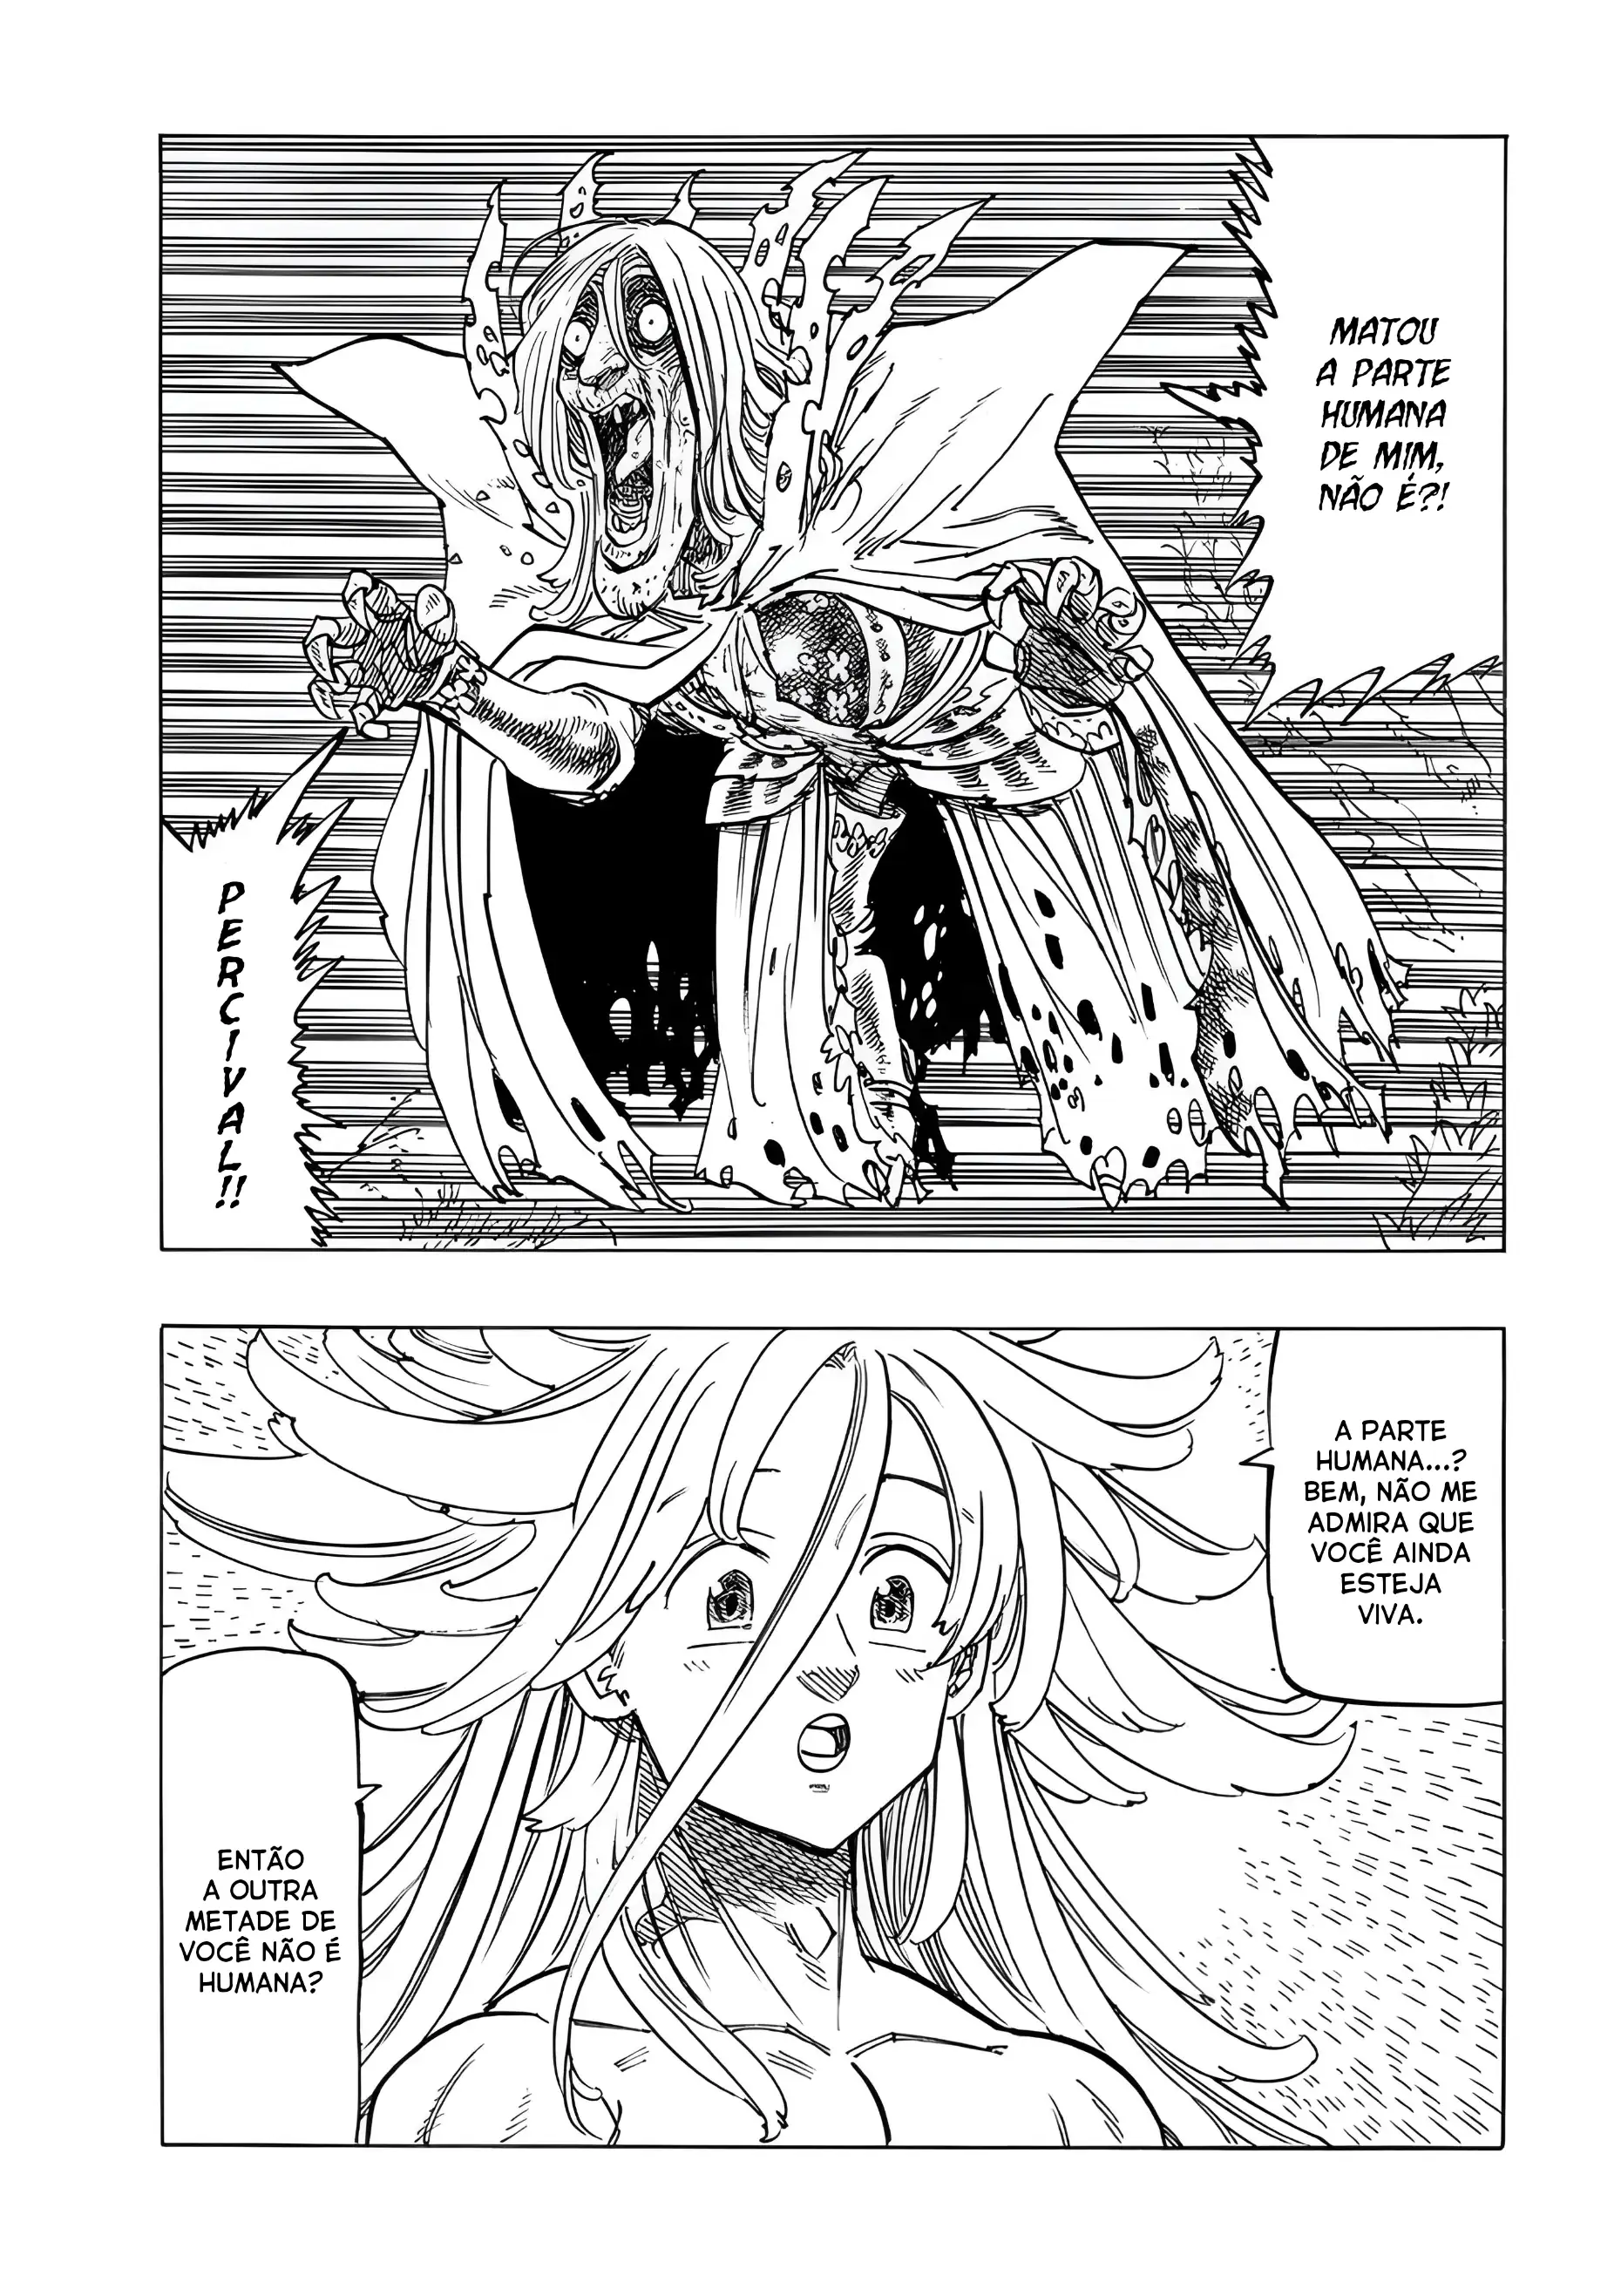 MATOU
A PARTE
HUMANA
DE MIM,
NÃO É?!
PERCIVAL!!
A PARTE
HUMANA...?
BEM, NÃO ME
ADMIRA QUE
VOCÊ AINDA
ESTEJA
VIVA.
ENTÃO
A OUTRA
METADE DE
VOCÊ NÃO É
HUMANA?